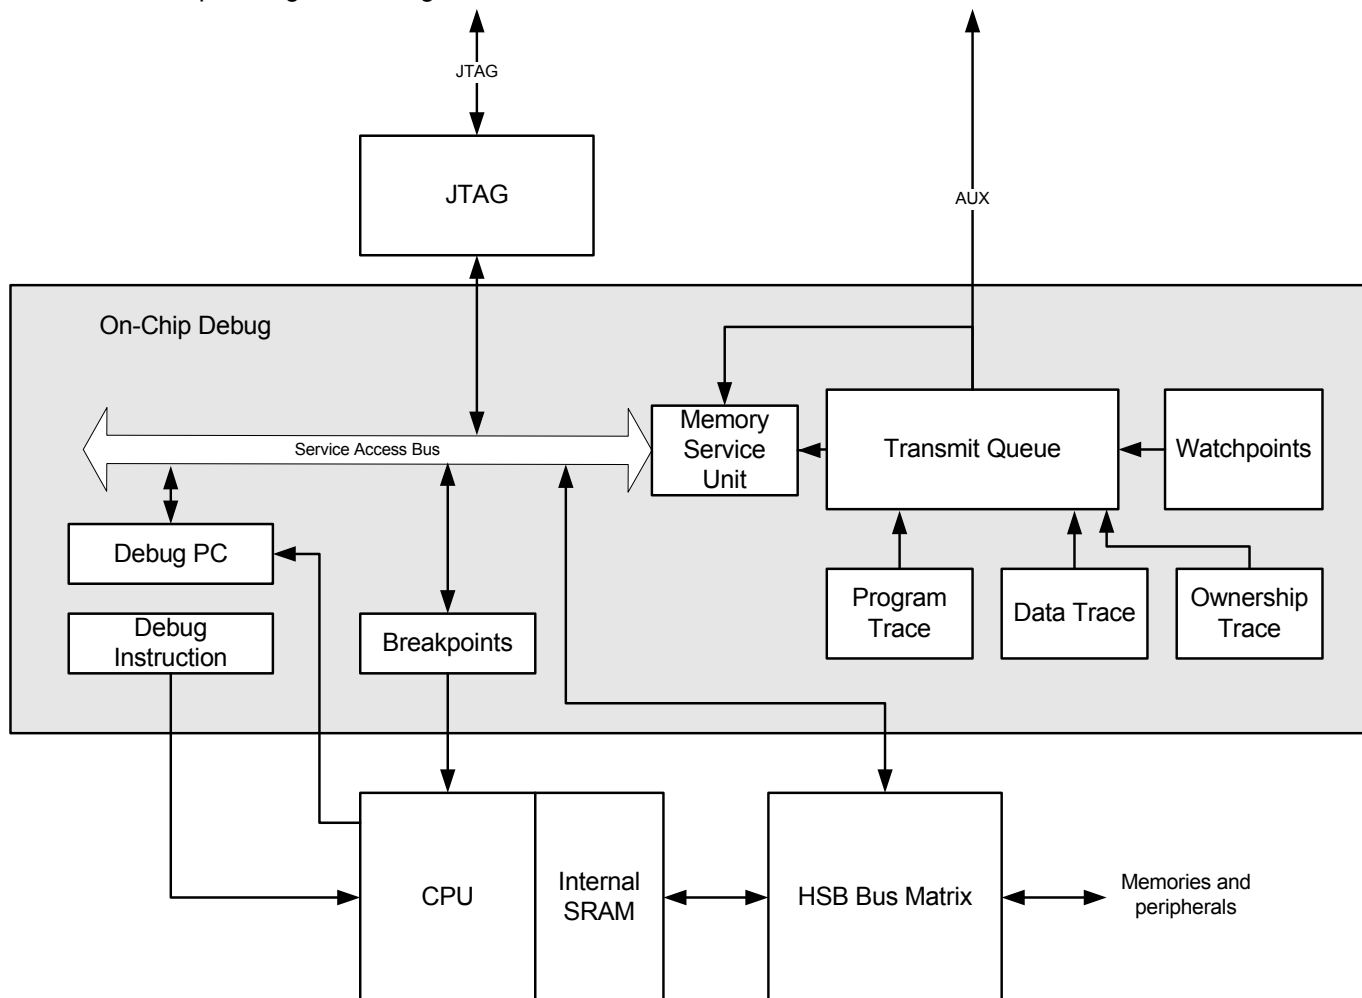 JTAG
JTAG
AUX
On-Chip Debug
Service Access Bus
Memory
Service
Unit
Transmit Queue
Watchpoints
Debug PC
Debug
Instruction
Breakpoints
Program
Trace
Data Trace
Ownership
Trace
CPU
Internal
SRAM
HSB Bus Matrix
Memories and
peripherals